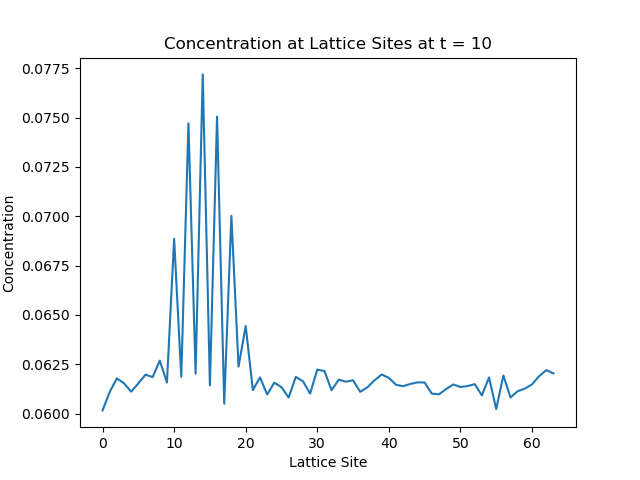 Concentration at Lattice Sites at t = 10
0.0775
0.0750
0.0725
0.0700
0.0675
0.0650
0.0625
0.0600
Concentration
0 10 20 30 40 50 60
Lattice Site